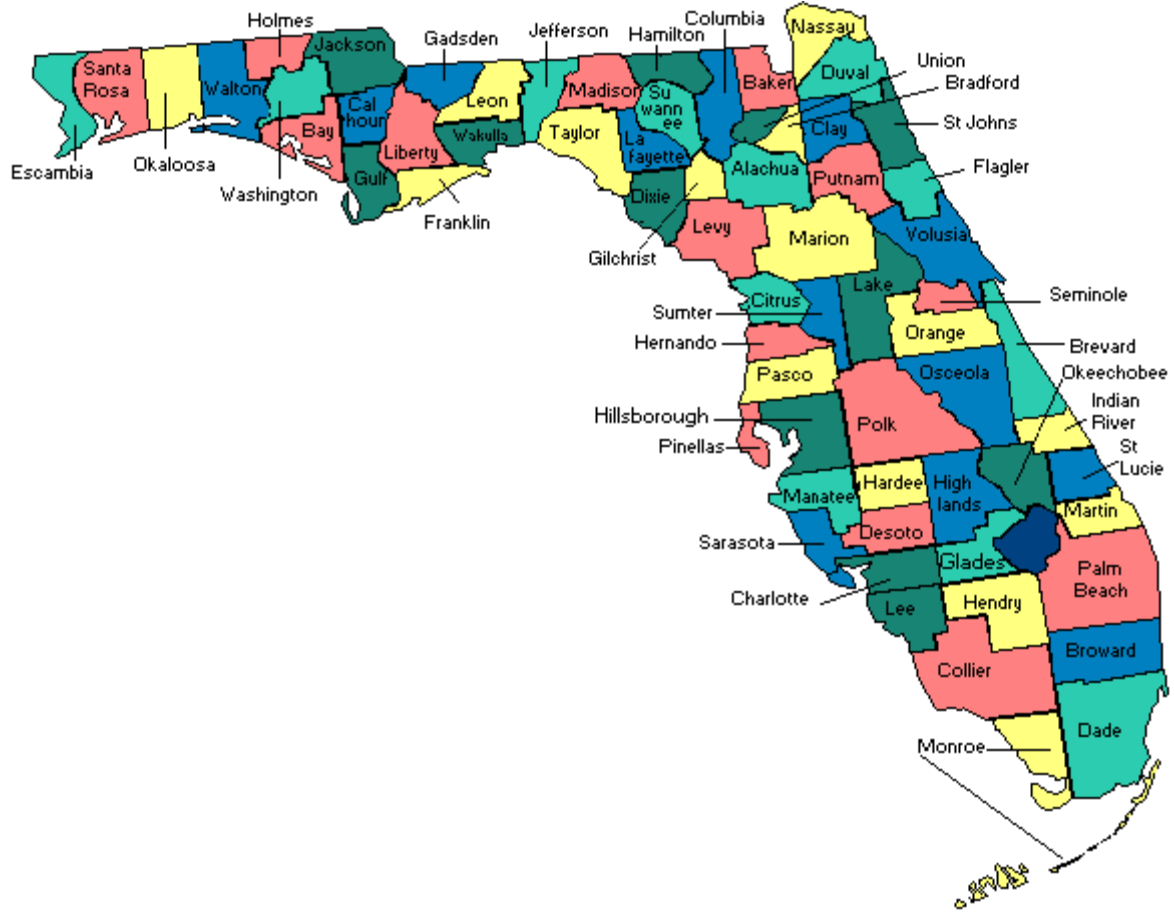 Holmes
Jackson
Gadsden
Jefferson
Hamilton
Columbia
Nassau
Santa
Rosa
Walton
Leon
Madison
Su
wann
ee
Baker
Duval
Union
Bradford
Cal
houn
Bay
Liberty
Wakulla
Taylor
La
fayette
Clay
St Johns
Escambia
Okaloosa
Washington
Gulf
Franklin
Dixie
Alachua
Putnam
Flagler
Gilchrist
Levy
Marion
Volusia
Citrus
Lake
Seminole
Sumter
Hernando
Orange
Brevard
Pasco
Osceola
Okeechobee
Hillsborough
Polk
Indian
River
Pinellas
St
Lucie
Manatee
Hardee
High
lands
Martin
Sarasota
Desoto
Glades
Charlotte
Palm
Beach
Lee
Hendry
Collier
Broward
Monroe
Dade